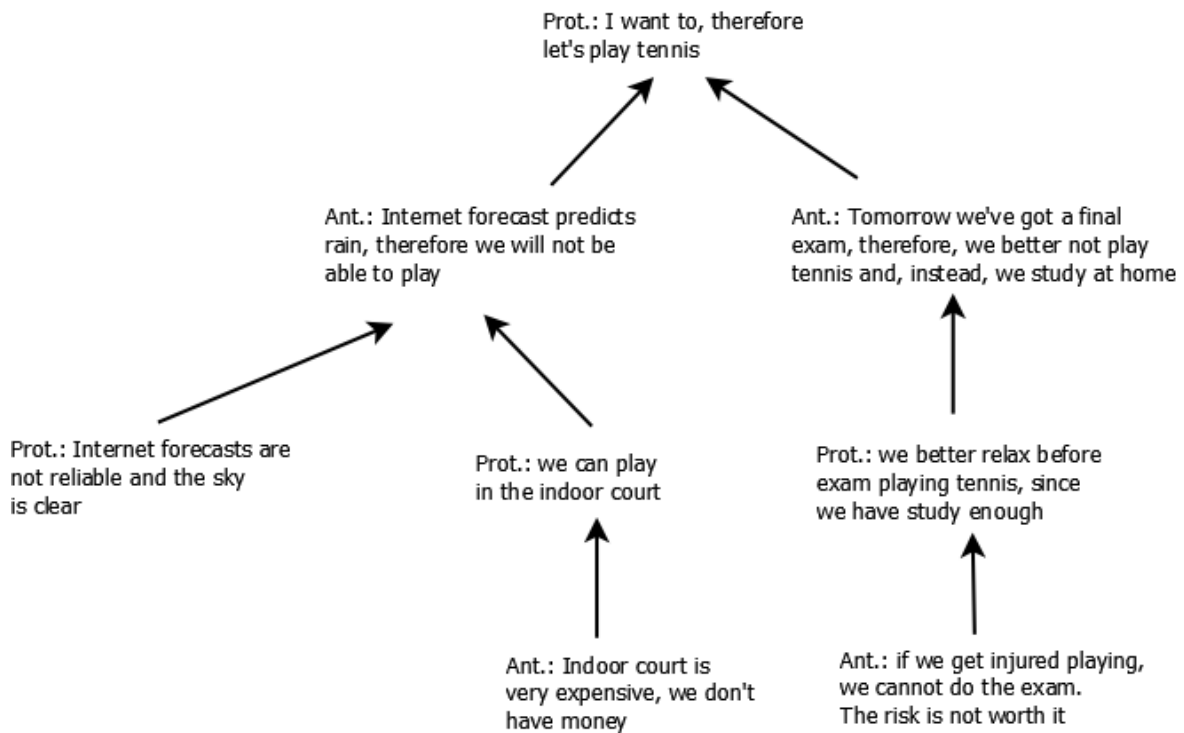 Prot.: I want to, therefore
let's play tennis
Ant.: Internet forecast predicts
rain, therefore we will not be
able to play
Ant.: Tomorrow we've got a final
exam, therefore, we better not play
tennis and, instead, we study at home
Prot.: Internet forecasts are
not reliable and the sky
is clear
Prot.: we can play
in the indoor court
Prot.: we better relax before
exam playing tennis, since
we have study enough
Ant.: Indoor court is
very expensive, we don't
have money
Ant.: if we get injured playing,
we cannot do the exam.
The risk is not worth it